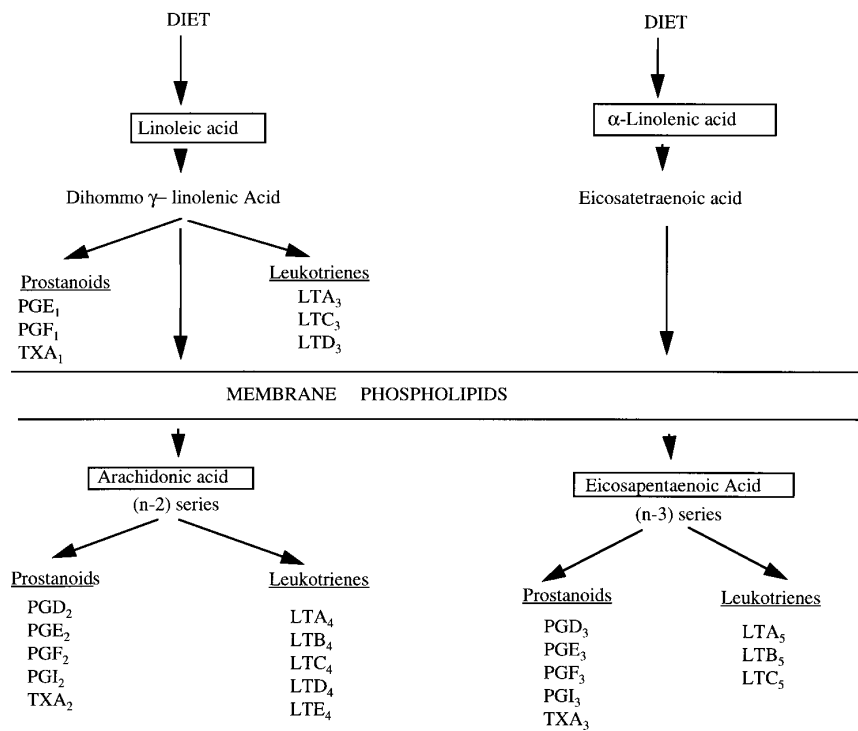 DIET
Linoleic acid
Dihommo γ– linolenic Acid
Prostanoids
PGE₁
PGF₁
TXA₁
Leukotrienes
LTA₃
LTC₃
LTD₃
DIET
α-Linolenic acid
Eicosatetraenoic acid
MEMBRANE PHOSPHOLIPIDS
Arachidonic acid
(n-2) series
Prostanoids
PGD₂
PGE₂
PGF₂
PGI₂
TXA₂
Leukotrienes
LTA₄
LTB₄
LTC₄
LTD₄
LTE₄
Eicosapentaenoic Acid
(n-3) series
Prostanoids
PGD₃
PGE₃
PGF₃
PGI₃
TXA₃
Leukotrienes
LTA₅
LTB₅
LTC₅